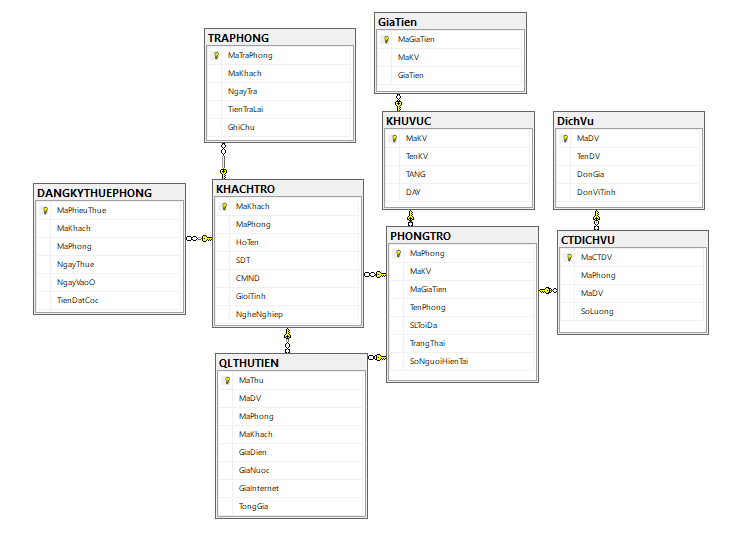 TRAPHONG
MaTraPhong
MaKhach
NgayTra
TienTraLai
GhiChu
GiaTien
MaGiaTien
MaKV
GiaTien
KHUVUC
MaKV
TenKV
TANG
DAY
DichVu
MaDV
TenDV
DonGia
DonViTinh
DANGKYTHUEPHONG
MaPhieuThue
MaKhach
MaPhong
NgayThue
NgayVaoO
TienDatCoc
KHACHTRO
MaKhach
MaPhong
HoTen
SDT
CMND
GioiTinh
NgheNghiep
PHONGTRO
MaPhong
MaKV
MaGiaTien
TenPhong
SLToiDa
TrangThai
SoNguoiHienTai
CTDICHVU
MaCTDV
MaPhong
MaDV
SoLuong
QLTHUTIEN
MaThu
MaDV
MaPhong
MaKhach
GiaDien
GiaNuoc
GiaInternet
TongGia